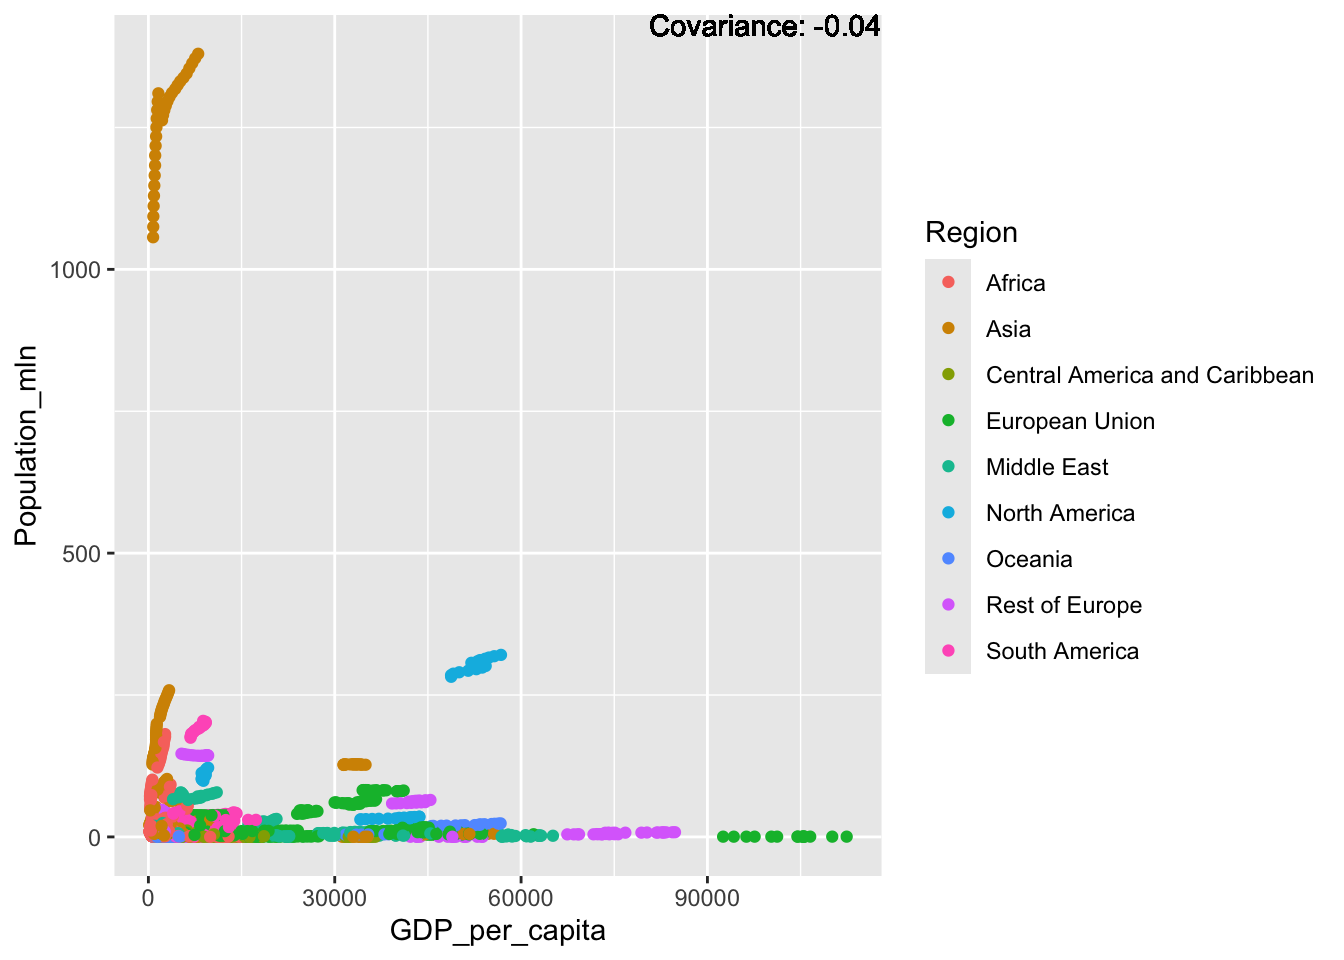 Covariance: -0.04
Population_mln
1000
500
0
0
30000
60000
90000
GDP_per_capita
Region
Africa
Asia
Central America and Caribbean
European Union
Middle East
North America
Oceania
Rest of Europe
South America